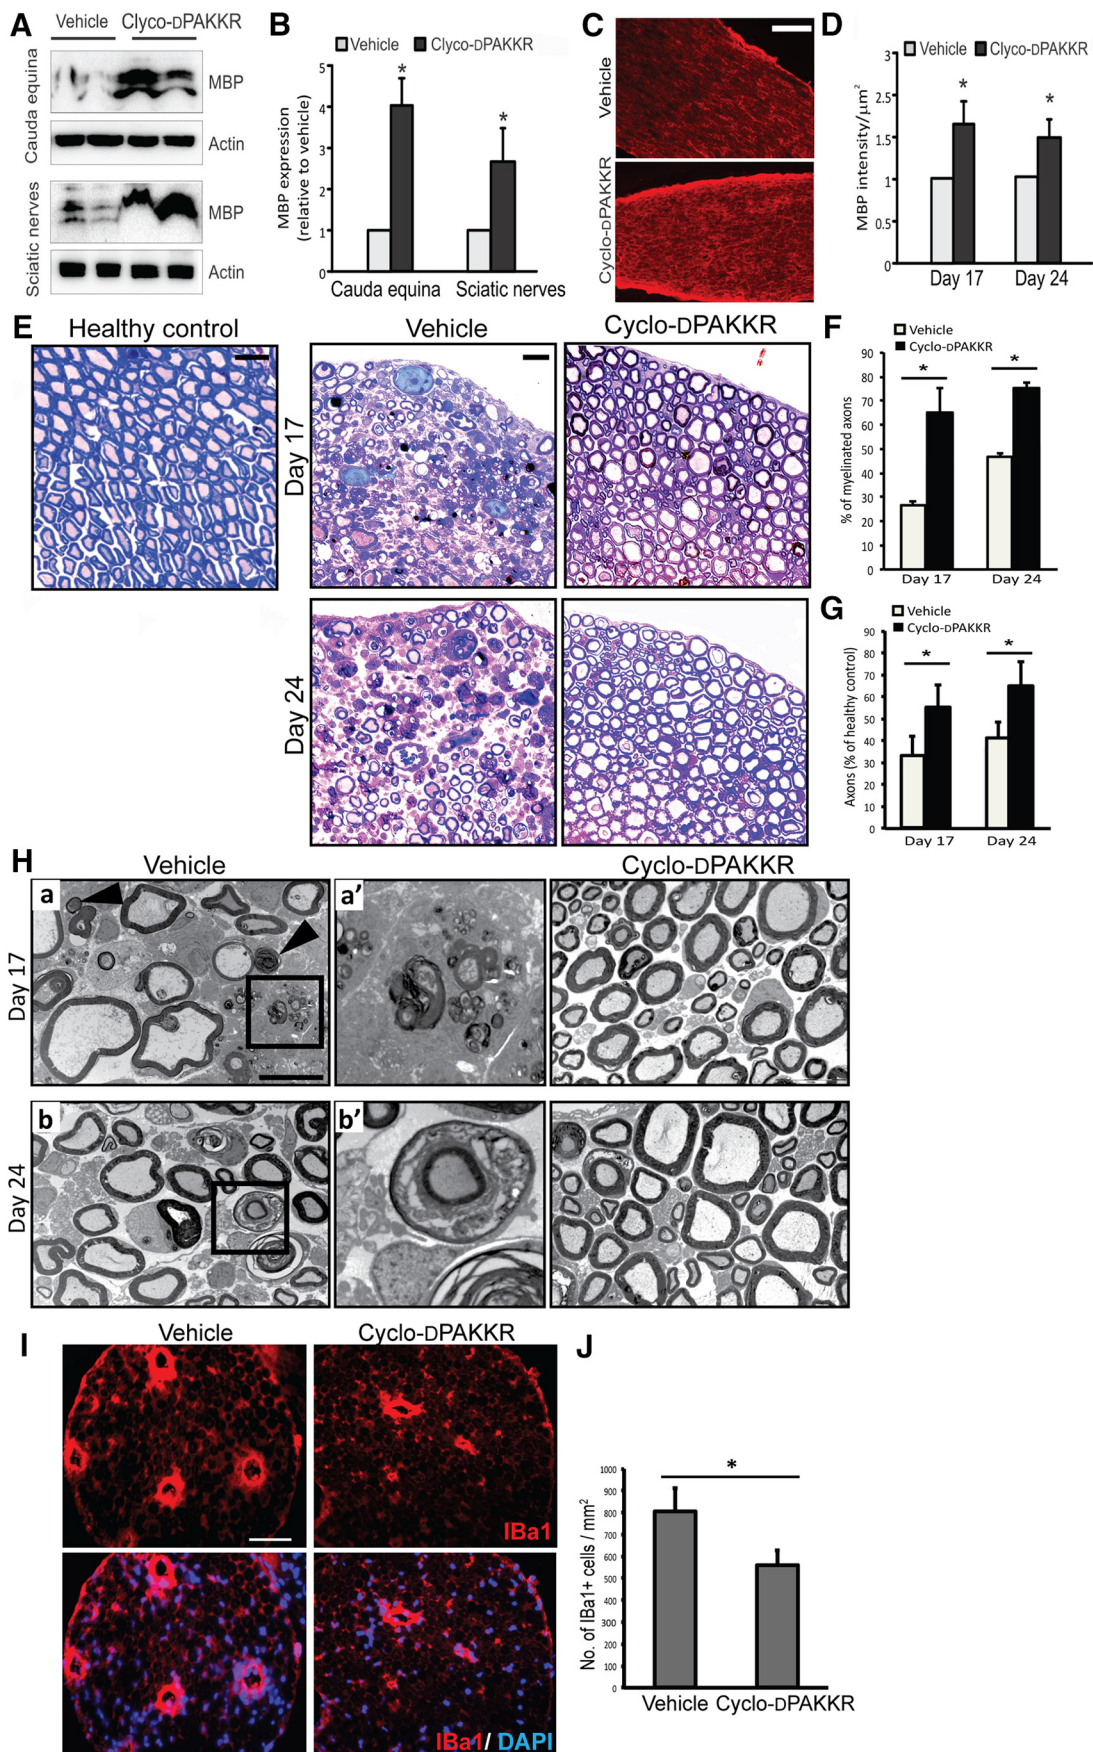 A
Vehicle Clyco-DPAKKR
Cauda equina
MBP
Actin
Sciatic nerves
MBP
Actin
B
Vehicle Clyco-DPAKKR
MBP expression
(relative to vehicle)
5
4
3
2
1
0
* *
Cauda equina Sciatic nerves
C
Vehicle
Cyclo-DPAKKR
D
Vehicle Clyco-DPAKKR
MBP intensity/µm²
3
2.5
2
1.5
1
0.5
0
* *
Day 17 Day 24
E
Healthy control Vehicle Cyclo-DPAKKR
Day 17
Day 24
F
Vehicle
Cyclo-DPAKKR
% of myelinated axons
90
80
70
60
50
40
30
20
10
0
* *
Day 17 Day 24
G
Vehicle
Cyclo-DPAKKR
Axons (% of healthy control)
90
80
70
60
50
40
30
20
10
0
* *
Day 17 Day 24
H
Vehicle Cyclo-DPAKKR
Day 17
a a′
Day 24
b b′
I
Vehicle Cyclo-DPAKKR
IBa1
IBa1/ DAPI
J
No. of IBa1+ cells / mm²
1000
900
800
700
600
500
400
300
200
100
0
*
Vehicle Cyclo-DPAKKR